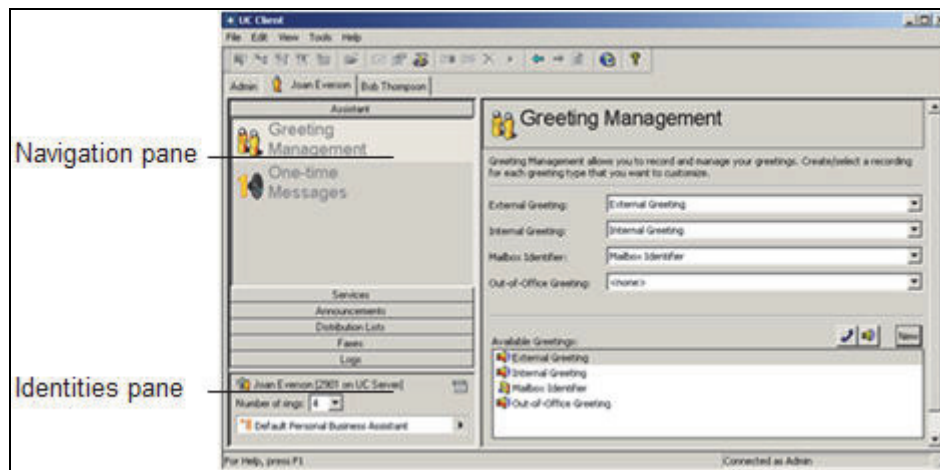 UC Client
File Edit View Tools Help
Admin Joan Everson Bob Thompson
Assistant
Greeting
Management
One-time
Messages
Services
Announcements
Distribution Lists
Faxes
Logs
Joan Everson [2901 on UC Server]
Number of rings: 4
Default Personal Business Assistant
Greeting Management
Greeting Management allows you to record and manage your greetings. Create/select a recording
for each greeting type that you want to customize.
External Greeting: External Greeting
Internal Greeting: Internal Greeting
Mailbox Identifier: Mailbox Identifier
Out-of-Office Greeting: <none>
Available Greetings: New
External Greeting
Internal Greeting
Mailbox Identifier
Out-of-Office Greeting
For Help, press F1
Connected as Admin
Navigation pane
Identities pane